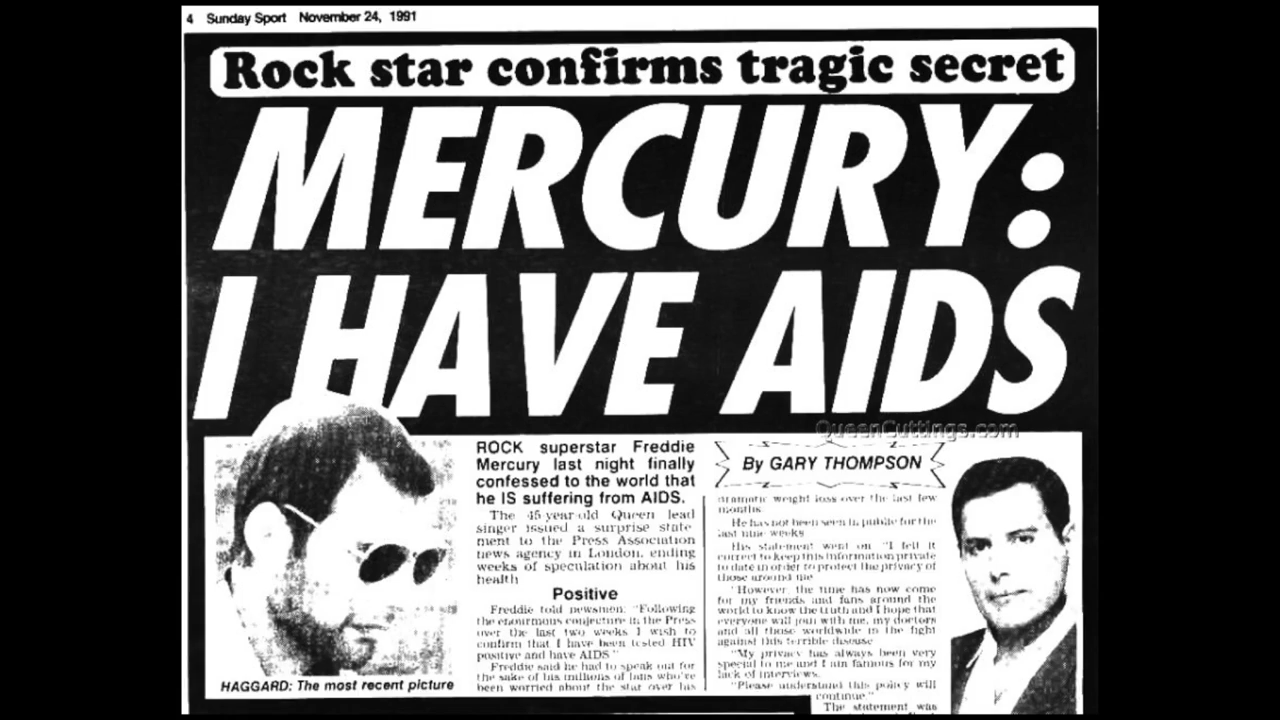 4 Sunday Sport November 24, 1991
Rock star confirms tragic secret
MERCURY:
I HAVE AIDS
QueenCuttings.com
ROCK superstar Freddie
Mercury last night finally
confessed to the world that
he IS suffering from AIDS.
The 45-year-old Queen lead
singer issued a surprise state-
ment to the Press Association
news agency in London, ending
weeks of speculation about his
health
Positive
Freddie told newsmen: "Following
the enormous conjecture in the Press
over the last two weeks I wish to
confirm that I have been tested HIV
positive and have AIDS"
Freddie said he had to speak out for
the sake of his millions of fans who've
been worried about the star over his
HAGGARD: The most recent picture
By GARY THOMPSON
dramatic weight loss over the last few
months
He has not been seen in public for the
last nine weeks
His statement went on "I felt it
correct to keep this information private
to date in order to protect the privacy of
those around me
"However, the time has now come
for my friends and fans around the
world to know the truth and I hope that
everyone will join with me, my doctors
and all those worldwide in the fight
against this terrible disease
"My privacy has always been very
special to me and I am famous for my
lack of interviews.
"Please understand this policy will
continue."
The statement was